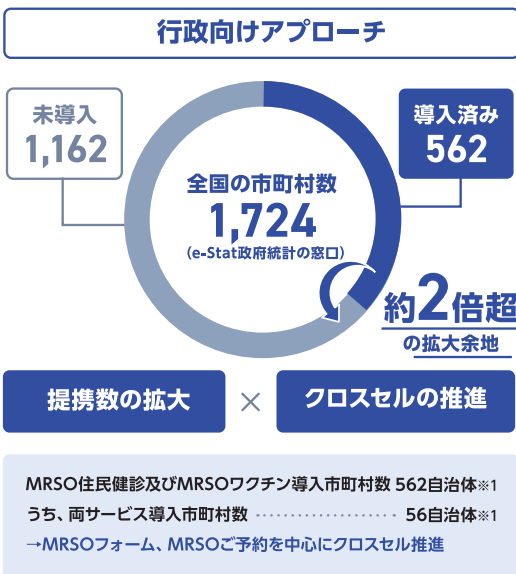 行政向けアプローチ
未導入
1,162
導入済み
562
全国の市町村数
1,724
（e-Stat政府統計の窓口）
約2倍超
の拡大余地
提携数の拡大 × クロスセルの推進
MRSO住民健診及びMRSOワクチン導入市町村数 562自治体※1
うち、両サービス導入市町村数 ････････････････････ 56自治体※1
→MRSOフォーム、MRSOご予約を中心にクロスセル推進